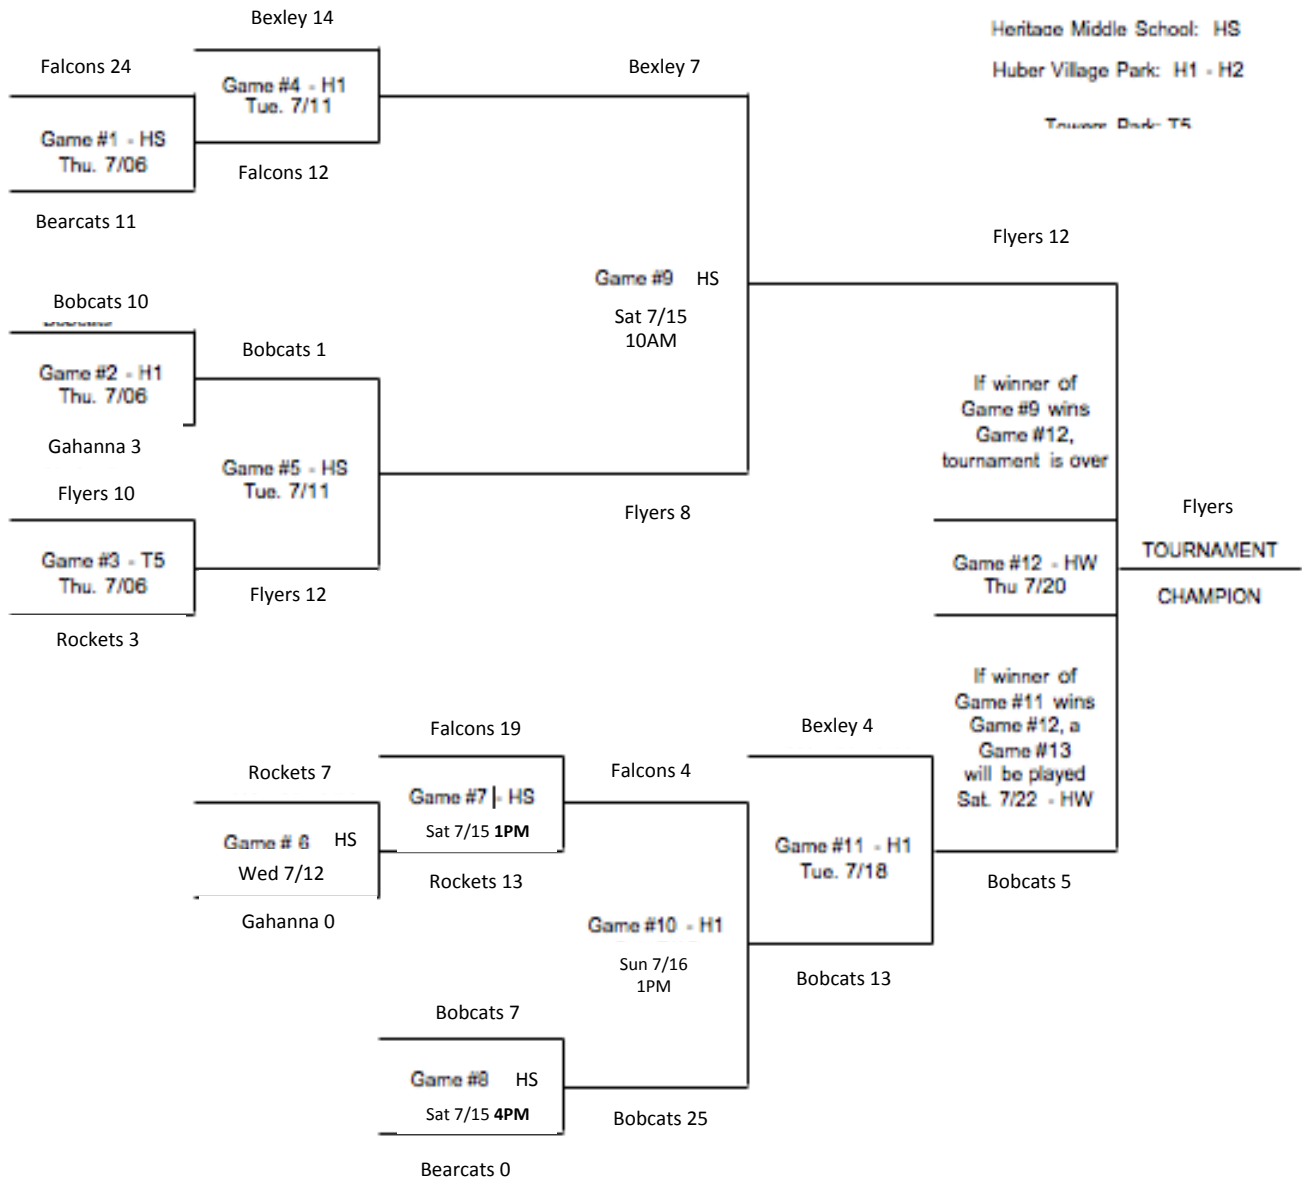 Bexley 14
Heritage Middle School: HS
Falcons 24
Bexley 7
Huber Village Park: H1 - H2
Game #4 - H1
Tue. 7/11
Towers Park: T5
Game #1 - HS
Thu. 7/06
Falcons 12
Bearcats 11
Flyers 12
Game #9 HS
Sat 7/15
10AM
Bobcats 10
Bobcats
Bobcats 1
Game #2 - H1
Thu. 7/06
If winner of
Game #9 wins
Game #12,
tournament is over
Gahanna 3
Game #5 - HS
Tue. 7/11
Flyers 10
Flyers 8
Flyers
Game #3 - T5
Thu. 7/06
Game #12 - HW
Thu 7/20
TOURNAMENT
CHAMPION
Flyers 12
Rockets 3
If winner of
Game #11 wins
Game #12, a
Game #13
will be played
Sat. 7/22 - HW
Falcons 19
Bexley 4
Rockets 7
Falcons 4
Game #7 - HS
Sat 7/15 1PM
Game # 6 HS
Wed 7/12
Game #11 - H1
Tue. 7/18
Rockets 13
Bobcats 5
Gahanna 0
Game #10 - H1
Sun 7/16
1PM
Bobcats 13
Bobcats 7
Game #8 HS
Sat 7/15 4PM
Bobcats 25
Bearcats 0